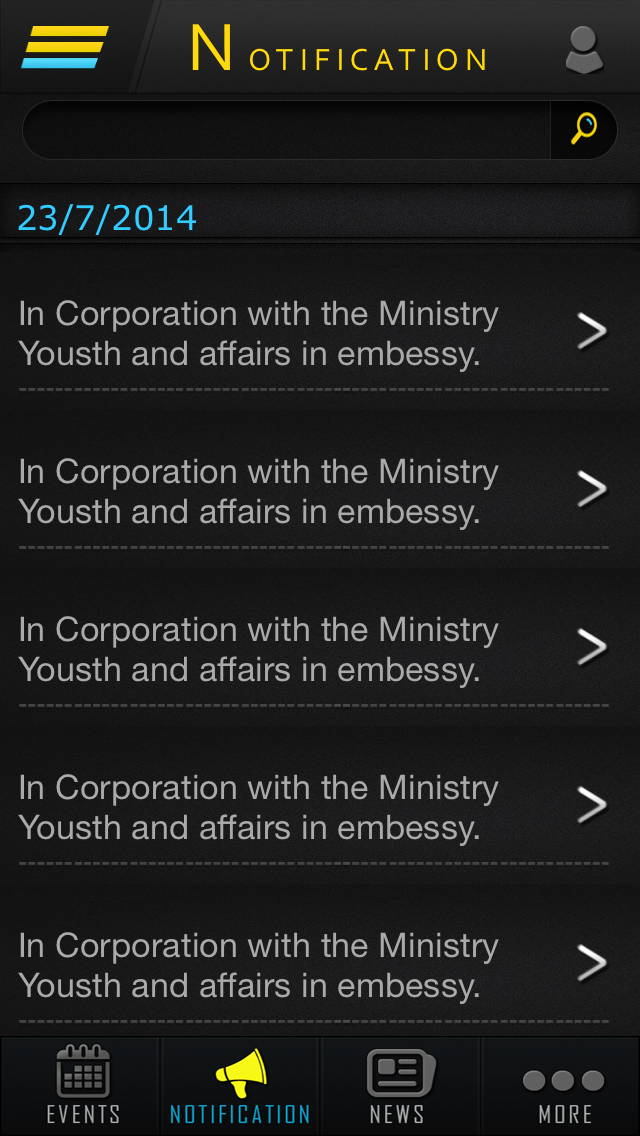 NOTIFICATION
23/7/2014
In Corporation with the Ministry
Yousth and affairs in embessy.
In Corporation with the Ministry
Yousth and affairs in embessy.
In Corporation with the Ministry
Yousth and affairs in embessy.
In Corporation with the Ministry
Yousth and affairs in embessy.
In Corporation with the Ministry
Yousth and affairs in embessy.
EVENTS NOTIFICATION NEWS MORE